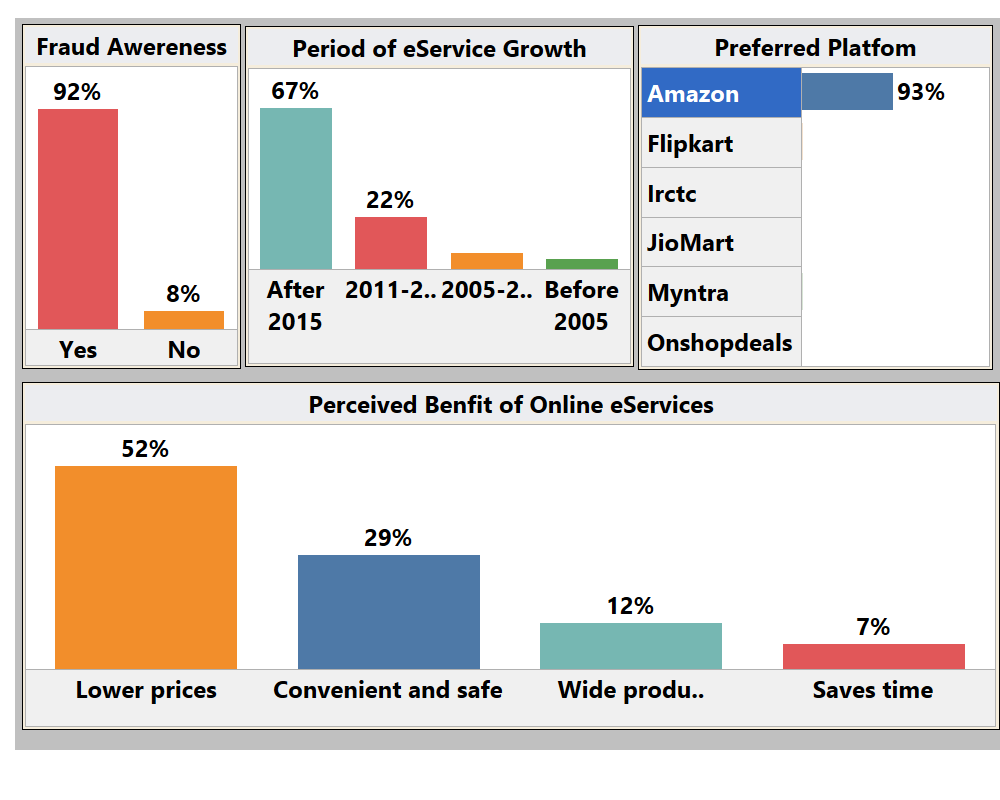 Fraud Awereness
92%
8%
Yes
No
Period of eService Growth
67%
22%
After
2015
2011-2..
2005-2..
Before
2005
Preferred Platfom
Amazon
93%
Flipkart
Irctc
JioMart
Myntra
Onshopdeals
Perceived Benfit of Online eServices
52%
29%
12%
7%
Lower prices
Convenient and safe
Wide produ..
Saves time